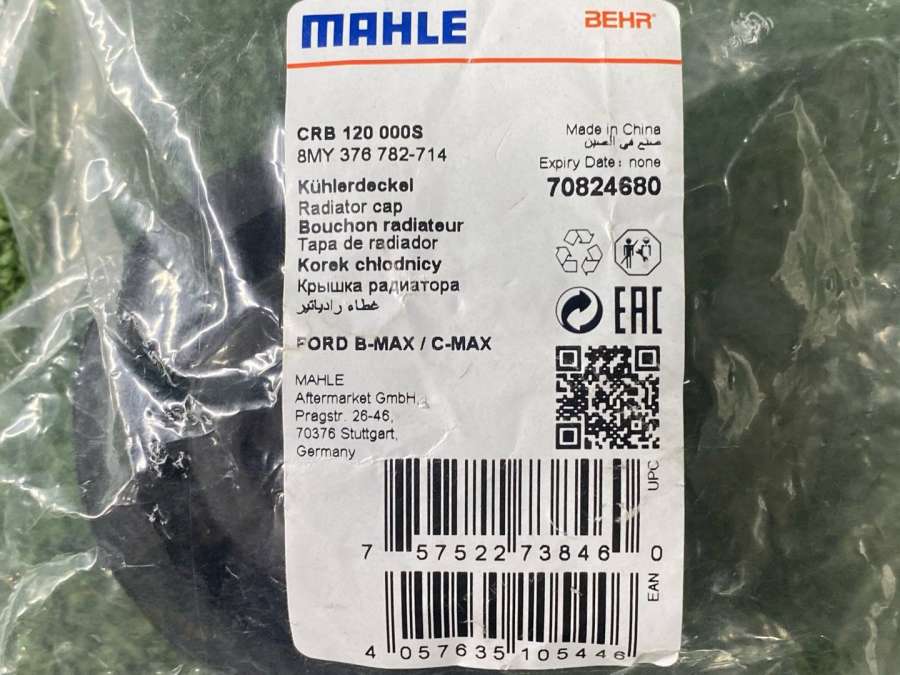 MAHLE
BEHR®
CRB 120 000S
8MY 376 782-714
Made in China
صنع في الصين
Expiry Date: none
70824680
Kühlerdeckel
Radiator cap
Bouchon radiateur
Tapa de radiador
Korek chłodnicy
Крышка радиатора
غطاء رادياتير
EAC
FORD B-MAX / C-MAX
MAHLE
Aftermarket GmbH,
Pragstr. 26-46,
70376 Stuttgart,
Germany
UPC
7 57522 73846 0
EAN
4 057635 105446